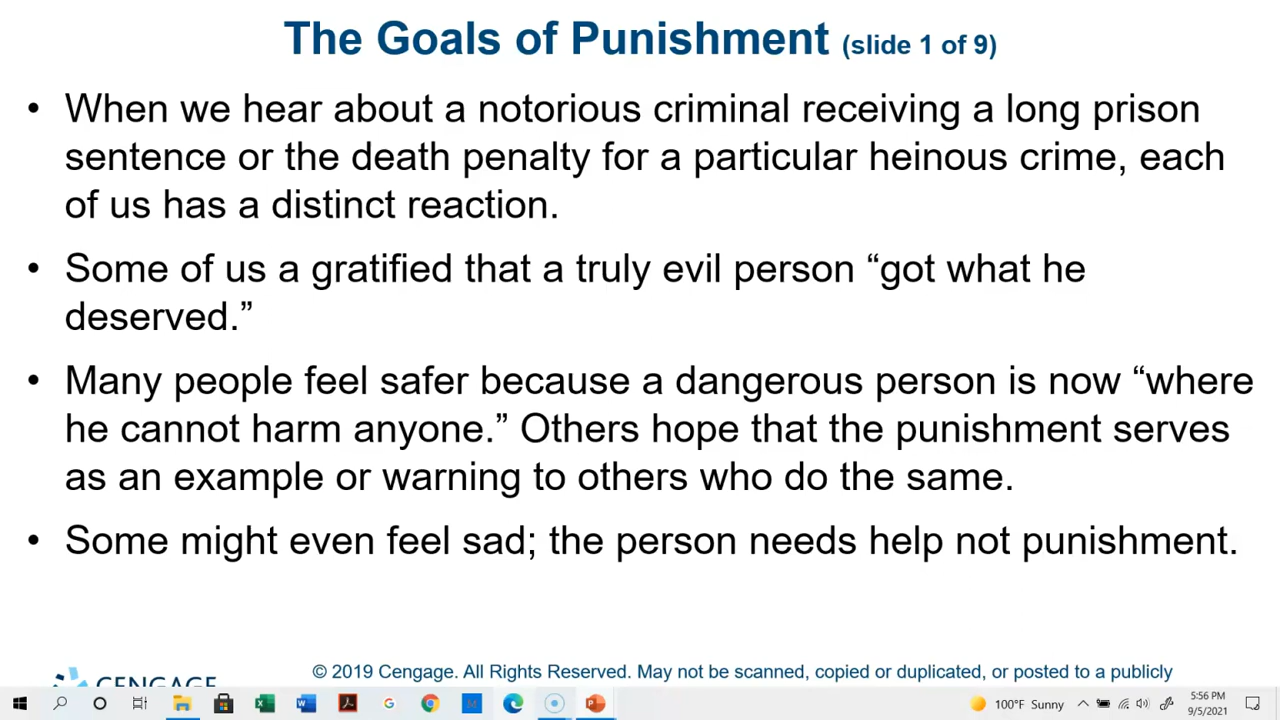 The Goals of Punishment (slide 1 of 9)
• When we hear about a notorious criminal receiving a long prison
sentence or the death penalty for a particular heinous crime, each
of us has a distinct reaction.
• Some of us a gratified that a truly evil person “got what he
deserved.”
• Many people feel safer because a dangerous person is now “where
he cannot harm anyone.” Others hope that the punishment serves
as an example or warning to others who do the same.
• Some might even feel sad; the person needs help not punishment.
CENGAGE
© 2019 Cengage. All Rights Reserved. May not be scanned, copied or duplicated, or posted to a publicly
100°F Sunny
5:56 PM
9/5/2021